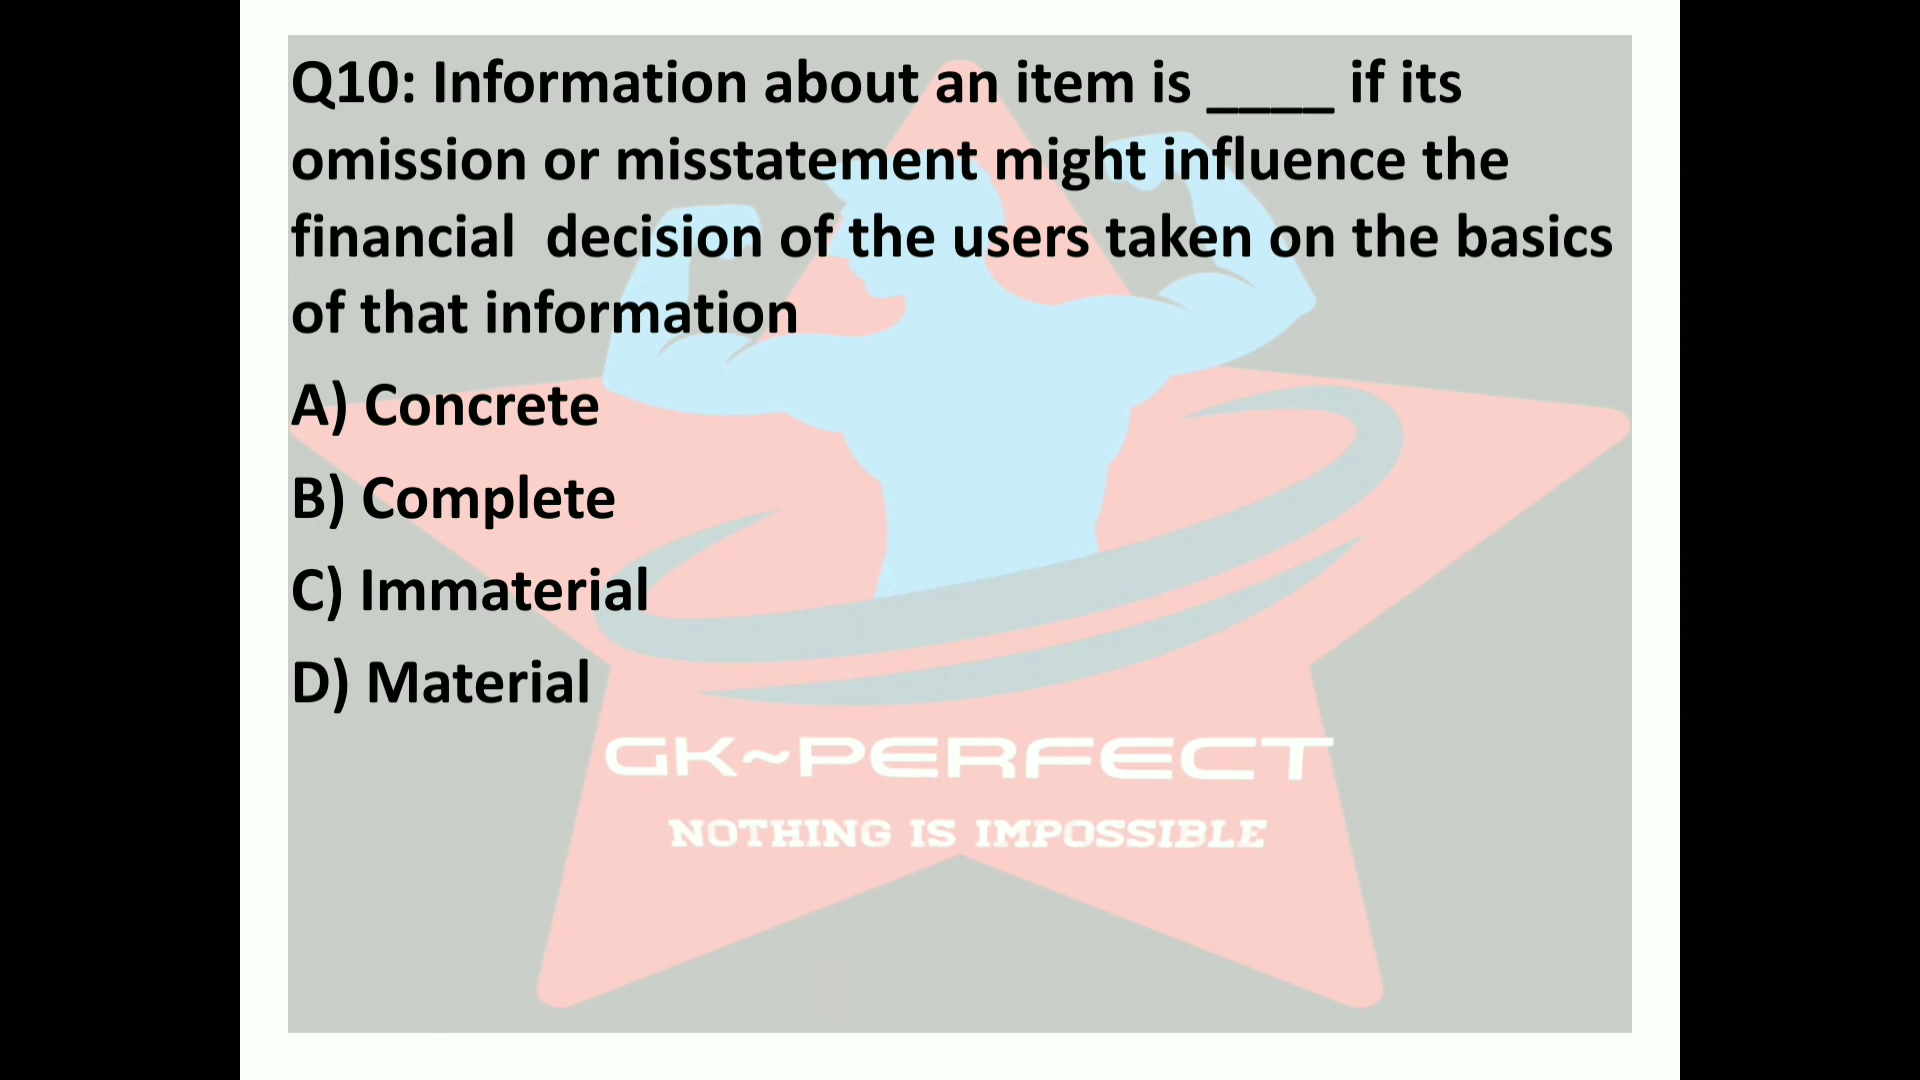 Q10: Information about an item is ____ if its
omission or misstatement might influence the
financial  decision of the users taken on the basics
of that information
A) Concrete
B) Complete
C) Immaterial
D) Material
GK~PERFECT
NOTHING IS IMPOSSIBLE